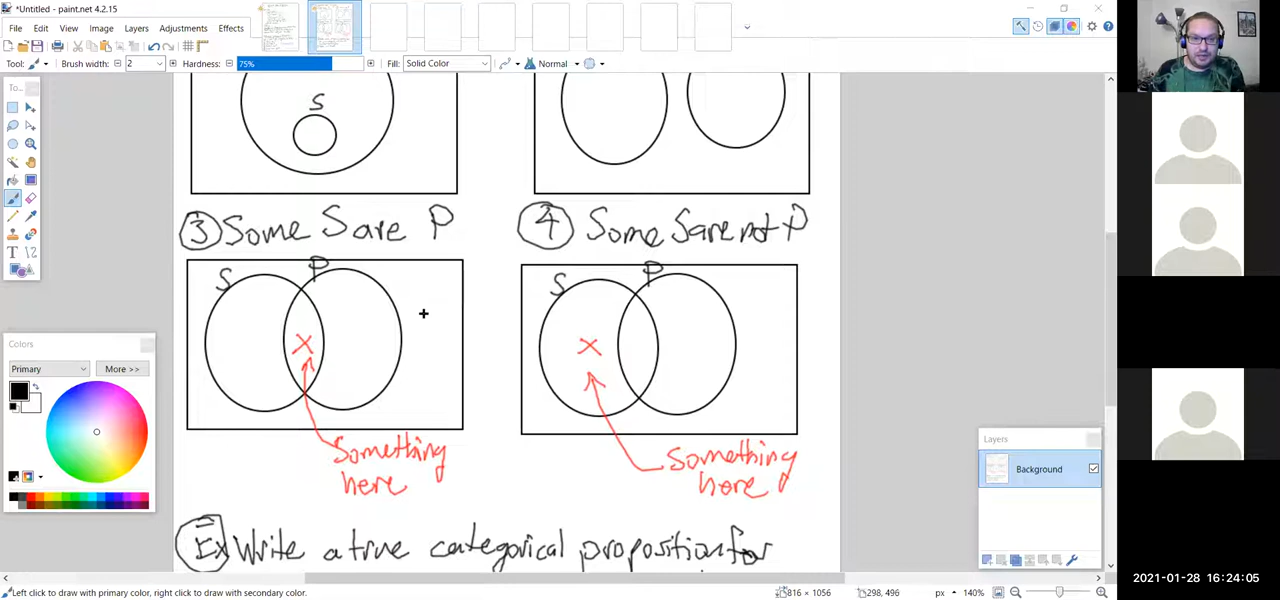 *Untitled - paint.net 4.2.15
File Edit View Image Layers Adjustments Effects
Tool: Brush width: 2 Hardness: 75% Fill: Solid Color Normal
To...
S
③ Some S are P
④ Some S are not P
S P
S P
X
X
Something
here
Something
here
Ex Write a true categorical proposition for
Colors
Primary More >>
Layers
Background
2021-01-28 16:24:05
Left click to draw with primary color, right click to draw with secondary color.
816 × 1056 298, 496 px 140%